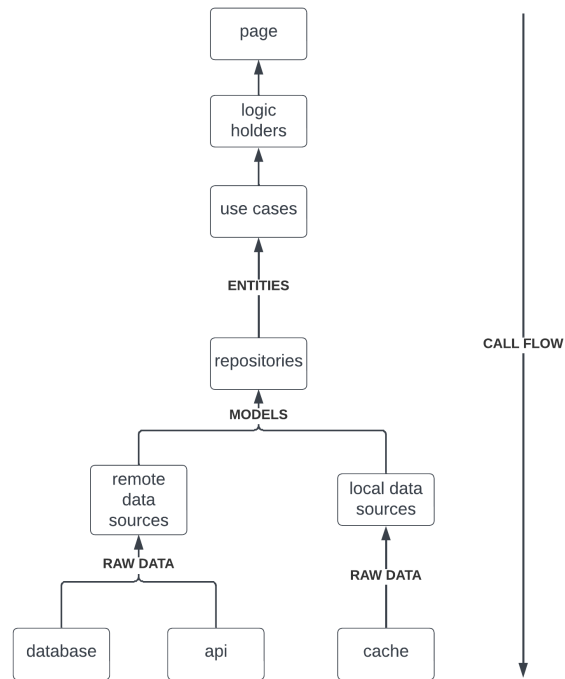 page
logic
holders
use cases
ENTITIES
CALL FLOW
repositories
MODELS
remote
data
sources
local data
sources
RAW DATA
RAW DATA
database
api
cache